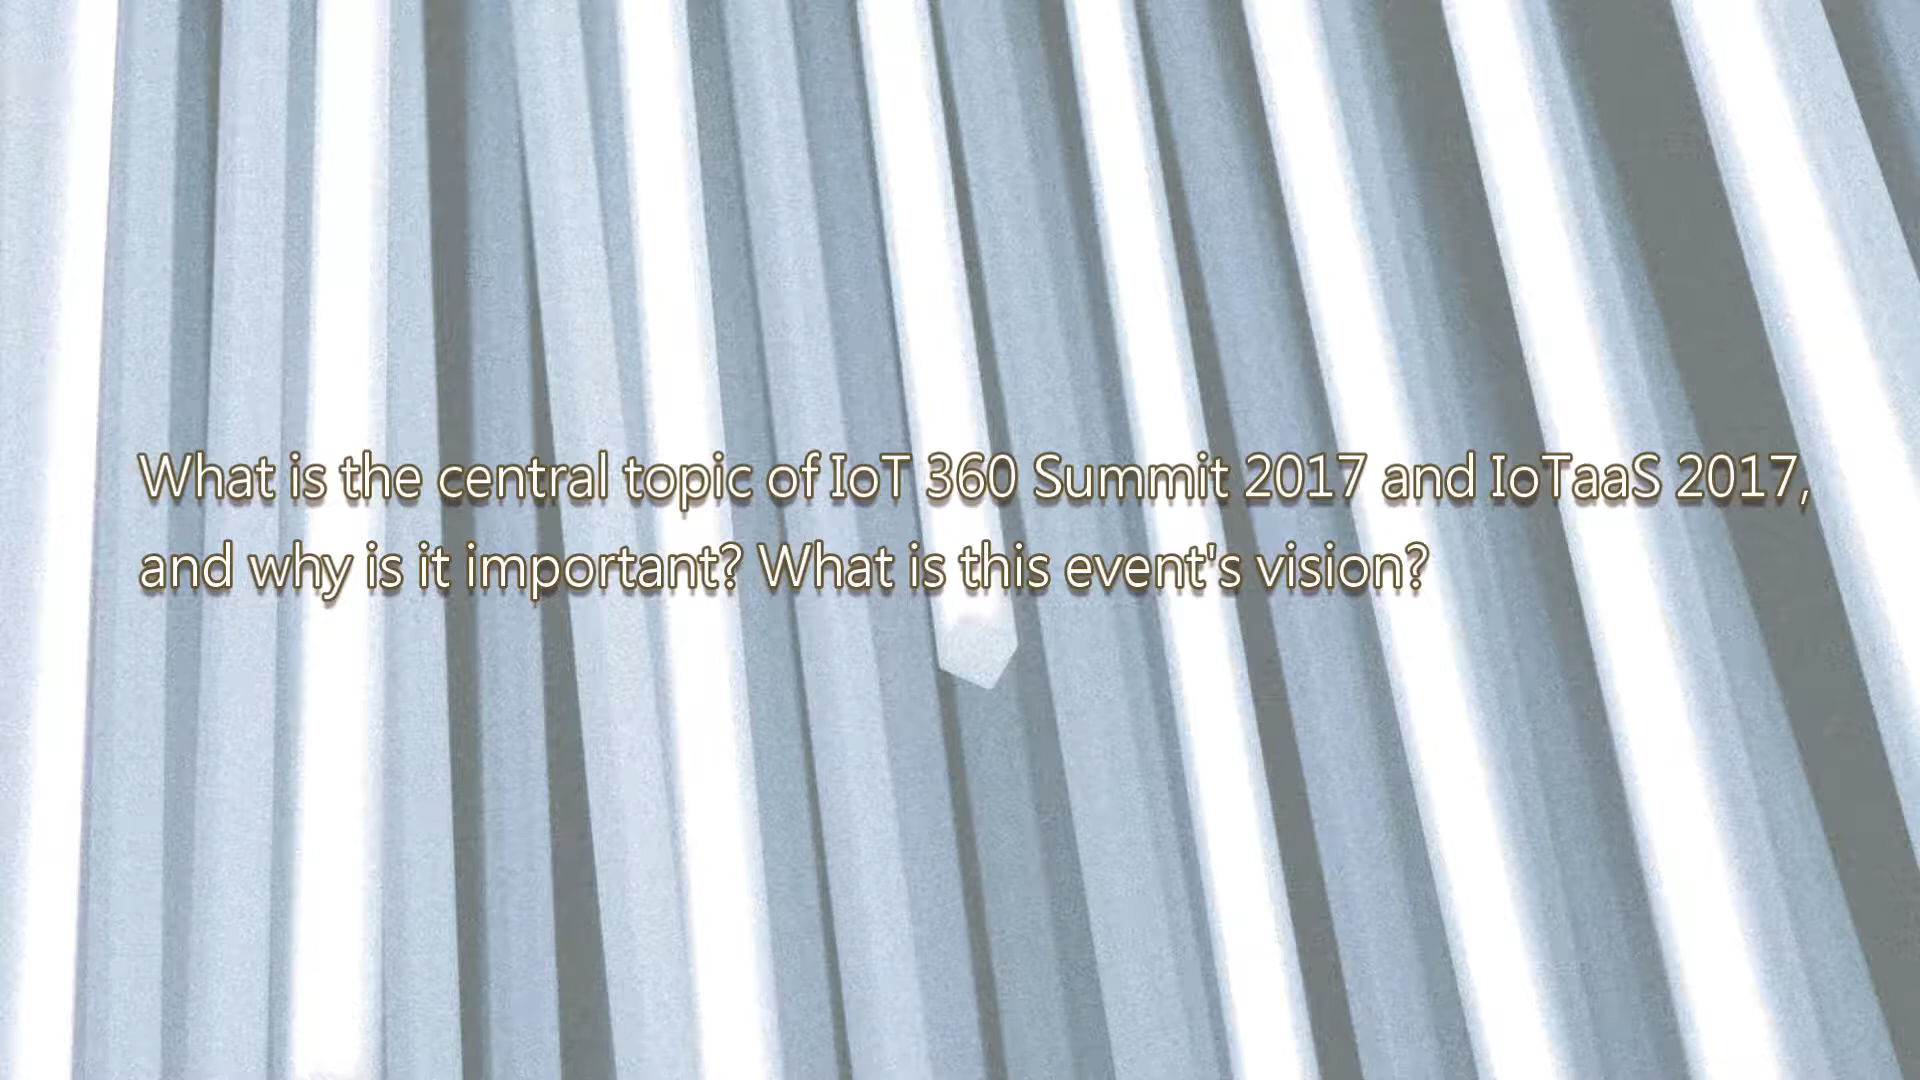 What is the central topic of IoT 360 Summit 2017 and IoTaaS 2017,
and why is it important? What is this event's vision?